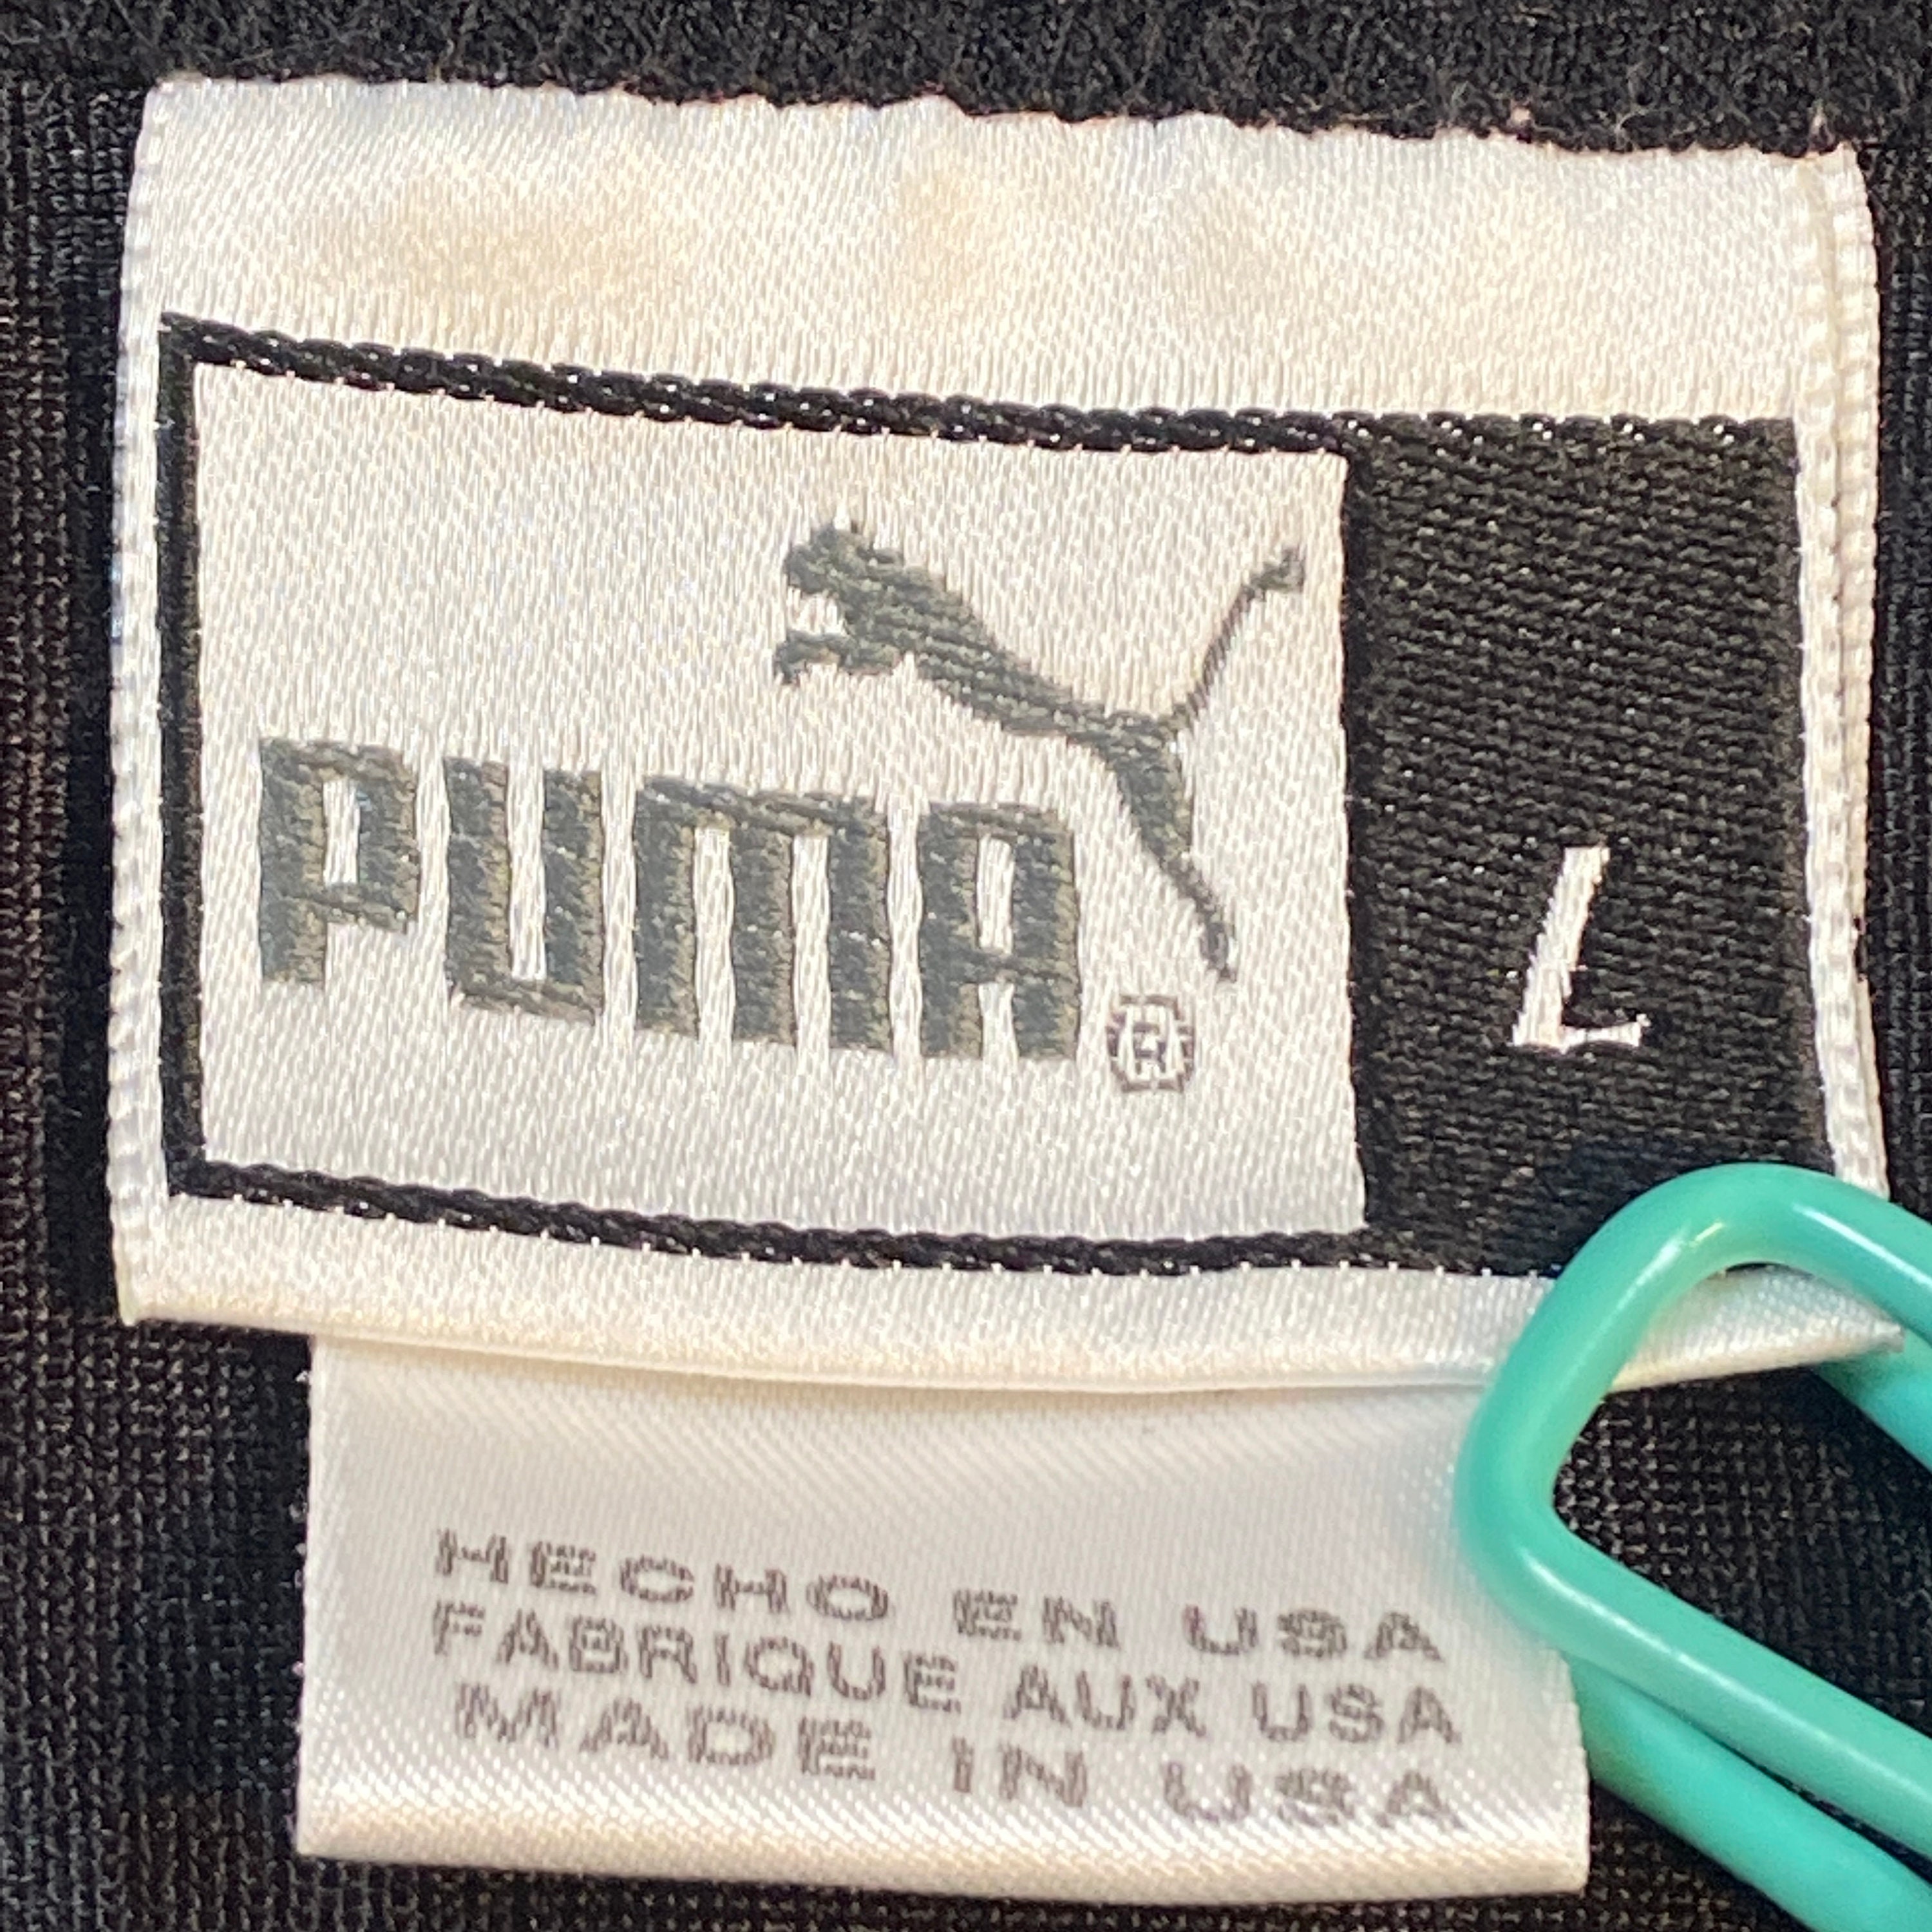 PUMA®
L
HECHO EN USA
FABRIQUE AUX USA
MADE IN USA